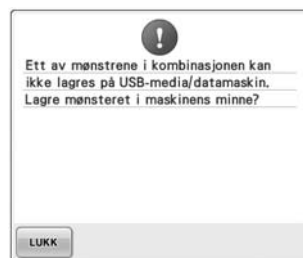 Ett av mønstrene i kombinasjonen kan
ikke lagres på USB-media/datamaskin.
Lagre mønsteret i maskinens minne?
LUKK